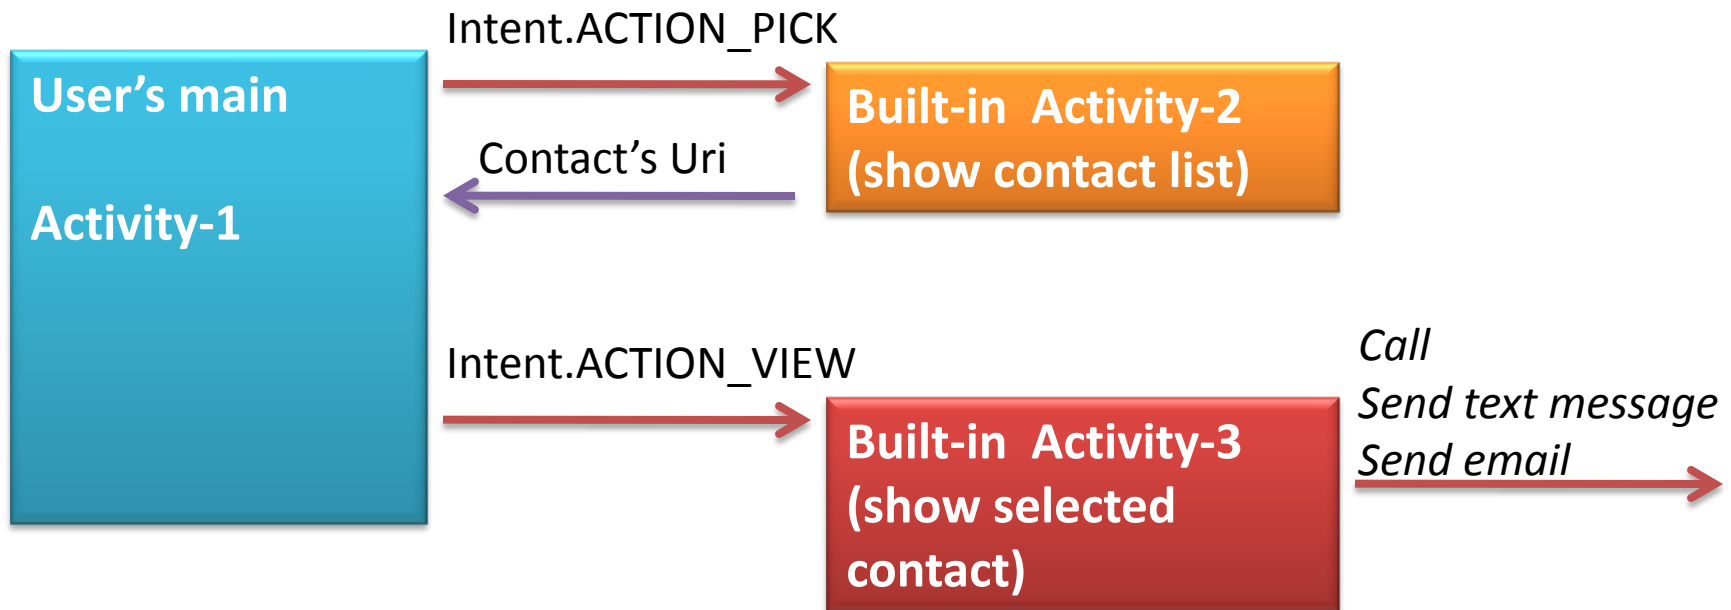 Intent.ACTION_PICK
User’s main
Activity-1
Built-in  Activity-2
(show contact list)
Contact’s Uri
Intent.ACTION_VIEW
Built-in  Activity-3
(show selected
contact)
Call
Send text message
Send email